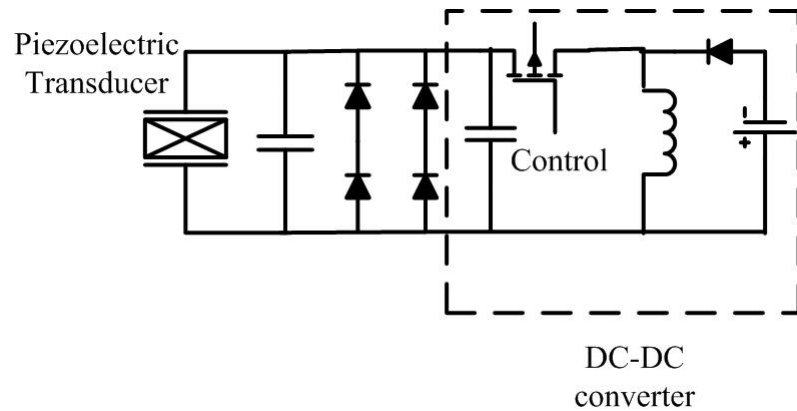 Piezoelectric
Transducer
Control
-
+
DC-DC
converter